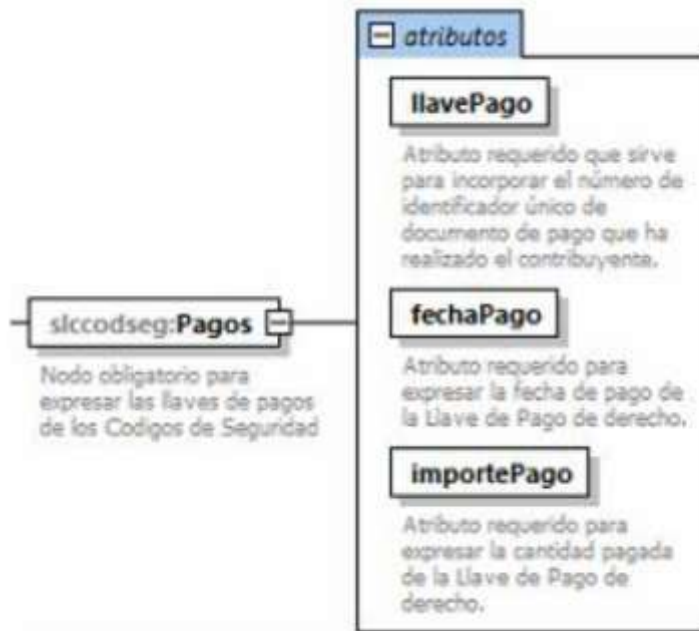 atributos
llavePago
Atributo requerido que sirve
para incorporar el número de
identificador único de
documento de pago que ha
realizado el contribuyente.
slccodseg:Pagos
Nodo obligatorio para
expresar las llaves de pagos
de los Codigos de Seguridad
fechaPago
Atributo requerido para
expresar la fecha de pago de
la Llave de Pago de derecho.
importePago
Atributo requerido para
expresar la cantidad pagada
de la Llave de Pago de
derecho.